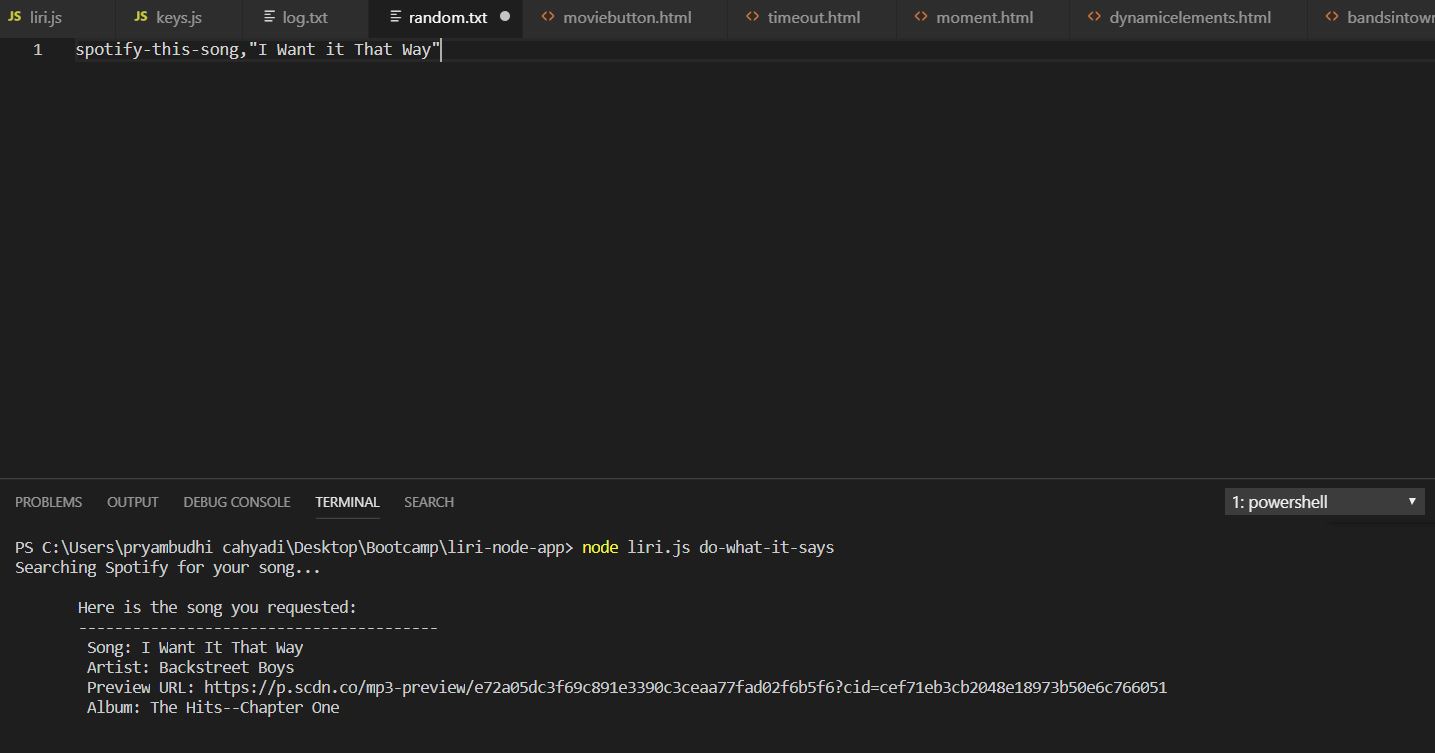 JS liri.js JS keys.js log.txt random.txt moviebutton.html timeout.html moment.html dynamicelements.html bandsintown
1 spotify-this-song,"I Want it That Way"
PROBLEMS OUTPUT DEBUG CONSOLE TERMINAL SEARCH 1: powershell
PS C:\Users\pryambudhi cahyadi\Desktop\Bootcamp\liri-node-app> node liri.js do-what-it-says
Searching Spotify for your song...
Here is the song you requested:
----------------------------------------
Song: I Want It That Way
Artist: Backstreet Boys
Preview URL: https://p.scdn.co/mp3-preview/e72a05dc3f69c891e3390c3ceaa77fad02f6b5f6?cid=cef71eb3cb2048e18973b50e6c766051
Album: The Hits--Chapter One